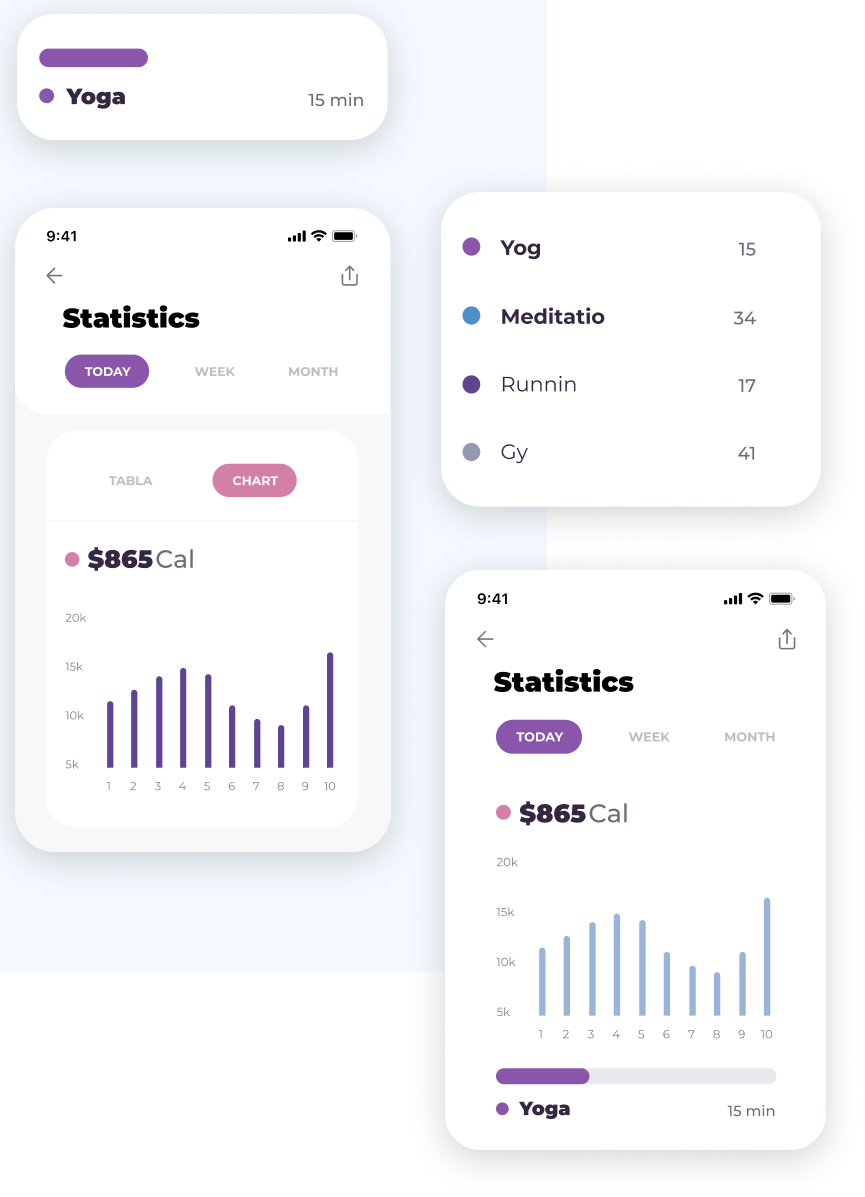 Yoga 15 min
9:41
Statistics
TODAY WEEK MONTH
TABLA CHART
$865 Cal
20k
15k
10k
5k
1 2 3 4 5 6 7 8 9 10
Yog 15
Meditatio 34
Runnin 17
Gy 41
9:41
Statistics
TODAY WEEK MONTH
$865 Cal
20k
15k
10k
5k
1 2 3 4 5 6 7 8 9 10
Yoga 15 min